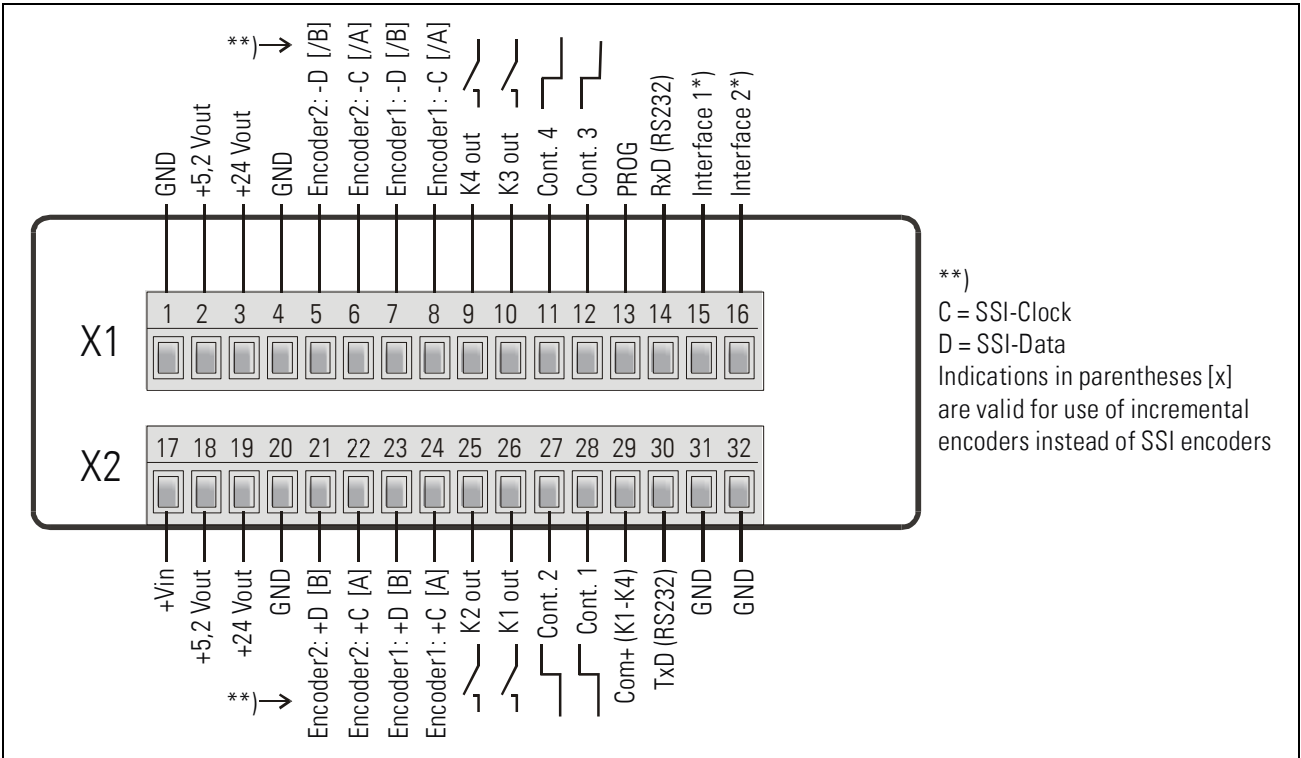 **)
GND
+5,2 Vout
+24 Vout
GND
Encoder2: -D [/B]
Encoder2: -C [/A]
Encoder1: -D [/B]
Encoder1: -C [/A]
K4 out
K3 out
Cont. 4
Cont. 3
PROG
RxD (RS232)
Interface 1*)
Interface 2*)
X1
1 2 3 4 5 6 7 8 9 10 11 12 13 14 15 16
X2
17 18 19 20 21 22 23 24 25 26 27 28 29 30 31 32
+Vin
+5,2 Vout
+24 Vout
GND
Encoder2: +D [B]
Encoder2: +C [A]
Encoder1: +D [B]
Encoder1: +C [A]
K2 out
K1 out
Cont. 2
Cont. 1
Com+ (K1-K4)
TxD (RS232)
GND
GND
**)
**)
C = SSI-Clock
D = SSI-Data
Indications in parentheses [x]
are valid for use of incremental
encoders instead of SSI encoders